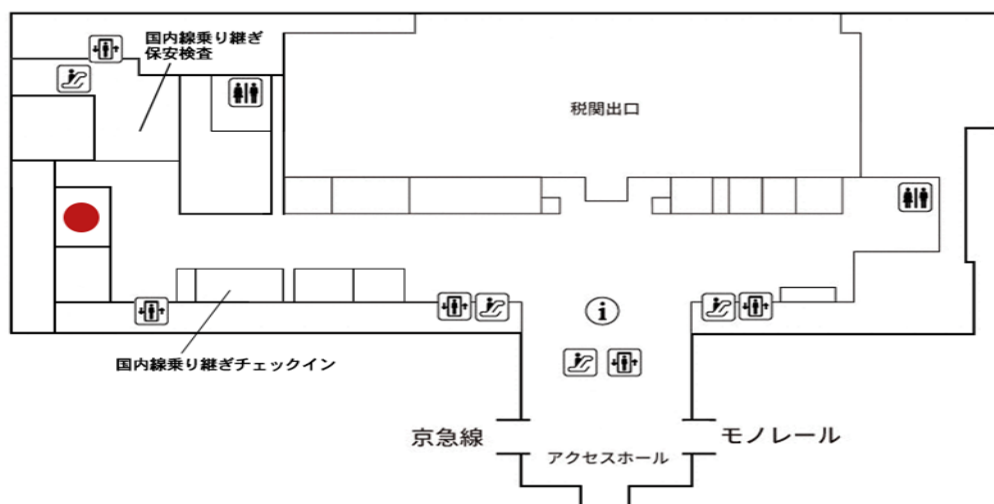 国内線乗り継ぎ
保安検査
税関出口
国内線乗り継ぎチェックイン
京急線
モノレール
アクセスホール